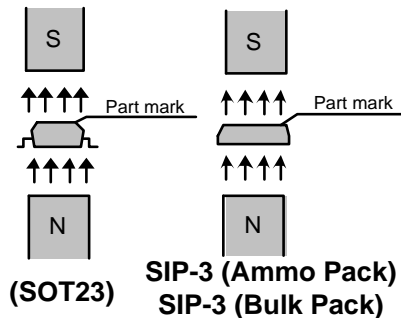 S
S
Part mark
Part mark
N
N
(SOT23)
SIP-3 (Ammo Pack)
SIP-3 (Bulk Pack)